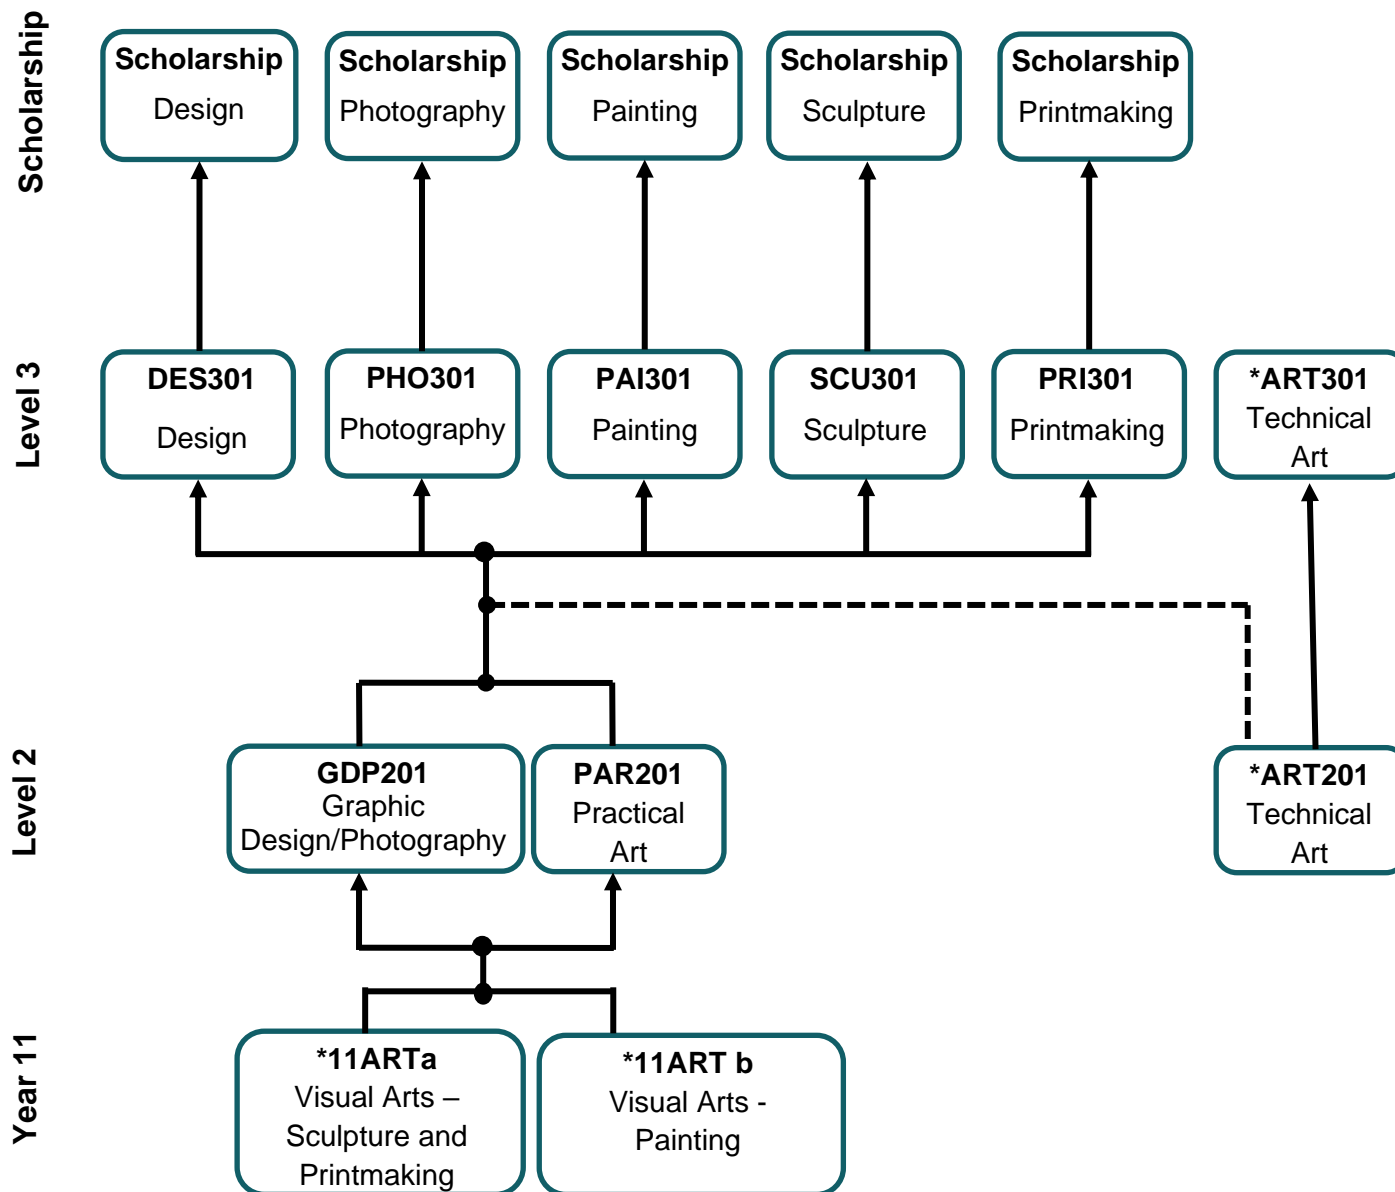 Scholarship
Scholarship
Design
Scholarship
Photography
Scholarship
Painting
Scholarship
Sculpture
Scholarship
Printmaking
Level 3
DES301
Design
PHO301
Photography
PAI301
Painting
SCU301
Sculpture
PRI301
Printmaking
*ART301
Technical
Art
Level 2
GDP201
Graphic
Design/Photography
PAR201
Practical
Art
*ART201
Technical
Art
Year 11
*11ARTa
Visual Arts –
Sculpture and
Printmaking
*11ART b
Visual Arts -
Painting